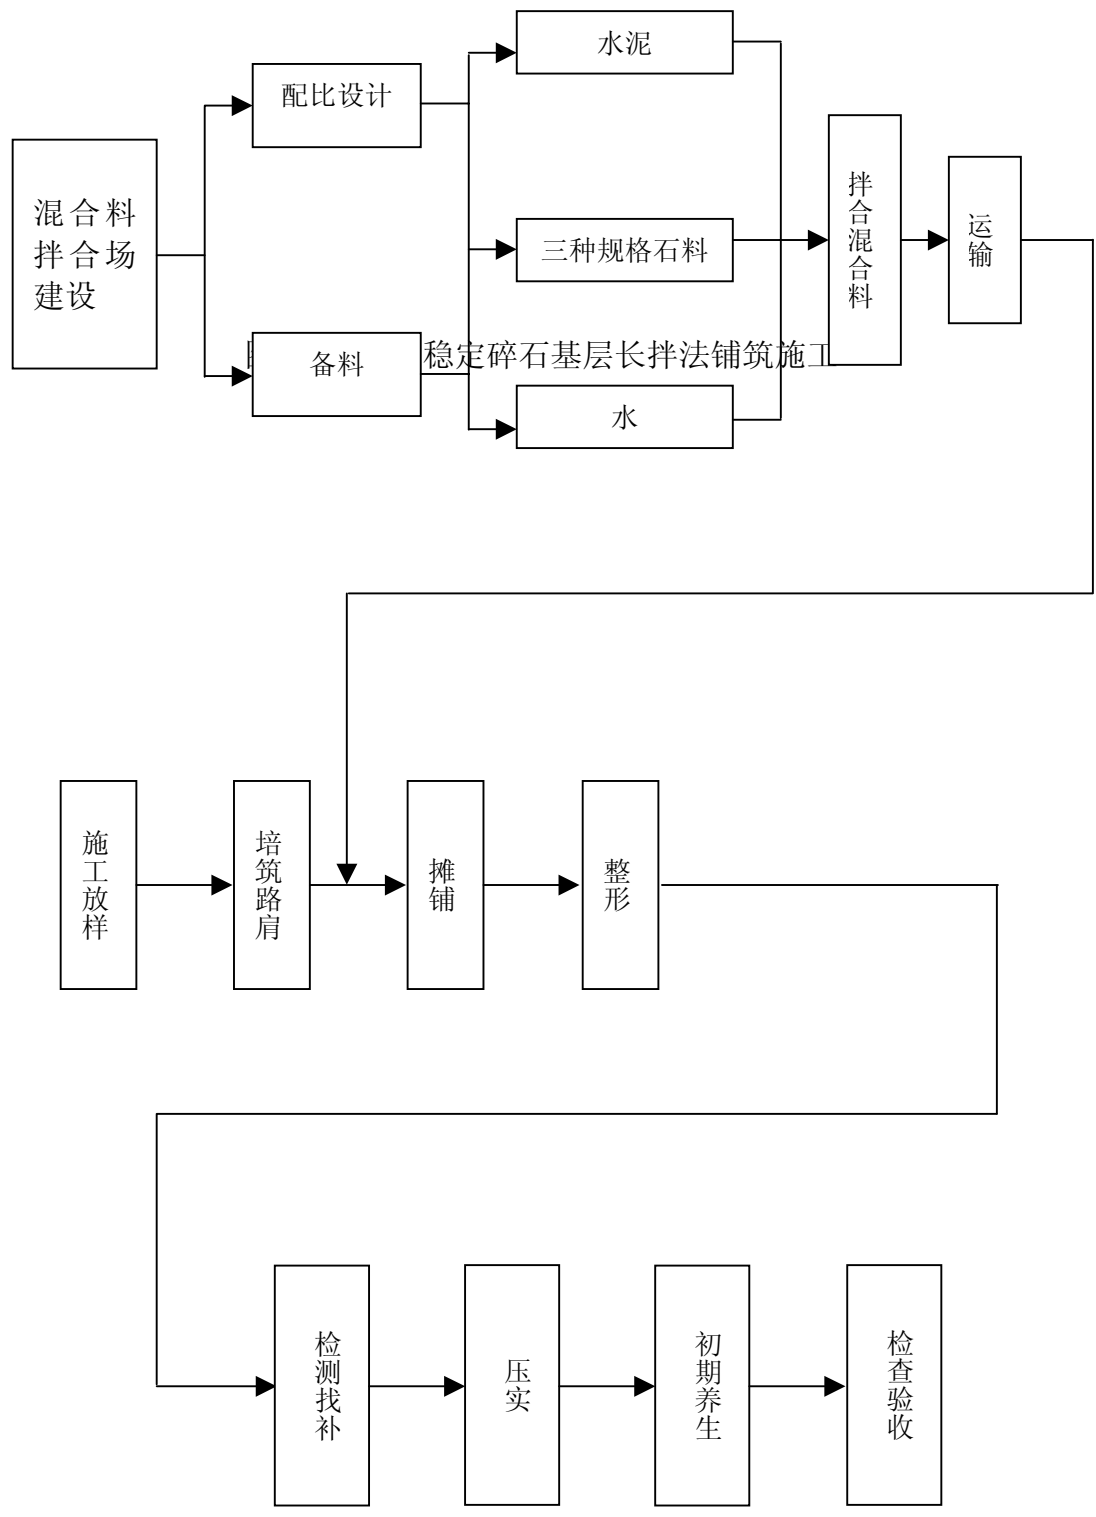 水泥
配比设计
混合料
拌合场
建设
三种规格石料
拌合混合料
运输
备料
稳定碎石基层长拌法铺筑施工
水
施工放样
培筑路肩
摊铺
整形
检测找补
压实
初期养生
检查验收